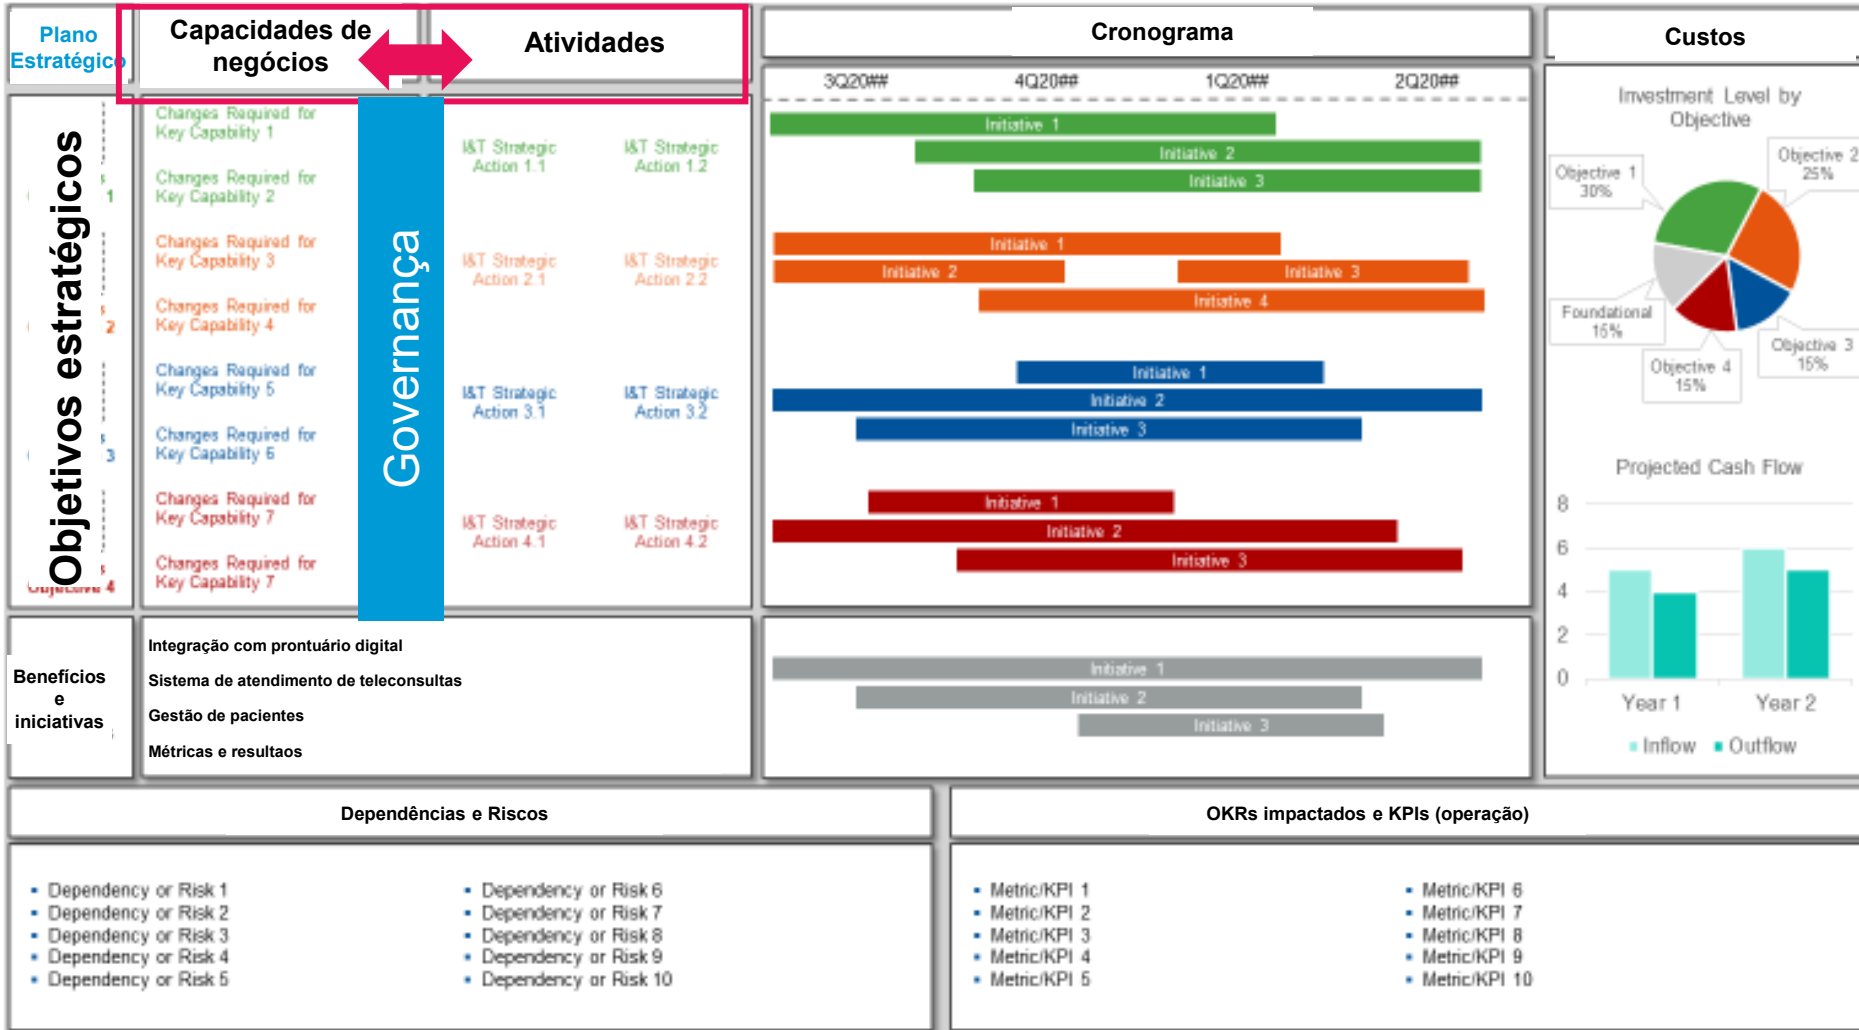 Plano
Estratégico
Capacidades de
negócios
Atividades
Cronograma
Custos
Objetivos estratégicos
1
2
3
Objective 4
Changes Required for
Key Capability 1
Changes Required for
Key Capability 2
Changes Required for
Key Capability 3
Changes Required for
Key Capability 4
Changes Required for
Key Capability 5
Changes Required for
Key Capability 6
Changes Required for
Key Capability 7
Changes Required for
Key Capability 7
Governança
I&T Strategic
Action 1.1
I&T Strategic
Action 1.2
I&T Strategic
Action 2.1
I&T Strategic
Action 2.2
I&T Strategic
Action 3.1
I&T Strategic
Action 3.2
I&T Strategic
Action 4.1
I&T Strategic
Action 4.2
3Q20## 4Q20## 1Q20## 2Q20##
Initiative 1
Initiative 2
Initiative 3
Initiative 1
Initiative 2 Initiative 3
Initiative 4
Initiative 1
Initiative 2
Initiative 3
Initiative 1
Initiative 2
Initiative 3
Investment Level by
Objective
Objective 1
30%
Objective 2
25%
Foundational
15%
Objective 4
15%
Objective 3
15%
Projected Cash Flow
8
6
4
2
0
Year 1 Year 2
Inflow Outflow
Benefícios
e
iniciativas
Integração com prontuário digital
Sistema de atendimento de teleconsultas
Gestão de pacientes
Métricas e resultaos
Initiative 1
Initiative 2
Initiative 3
Dependências e Riscos
▪ Dependency or Risk 1
▪ Dependency or Risk 2
▪ Dependency or Risk 3
▪ Dependency or Risk 4
▪ Dependency or Risk 5
▪ Dependency or Risk 6
▪ Dependency or Risk 7
▪ Dependency or Risk 8
▪ Dependency or Risk 9
▪ Dependency or Risk 10
OKRs impactados e KPIs (operação)
▪ Metric/KPI 1
▪ Metric/KPI 2
▪ Metric/KPI 3
▪ Metric/KPI 4
▪ Metric/KPI 5
▪ Metric/KPI 6
▪ Metric/KPI 7
▪ Metric/KPI 8
▪ Metric/KPI 9
▪ Metric/KPI 10